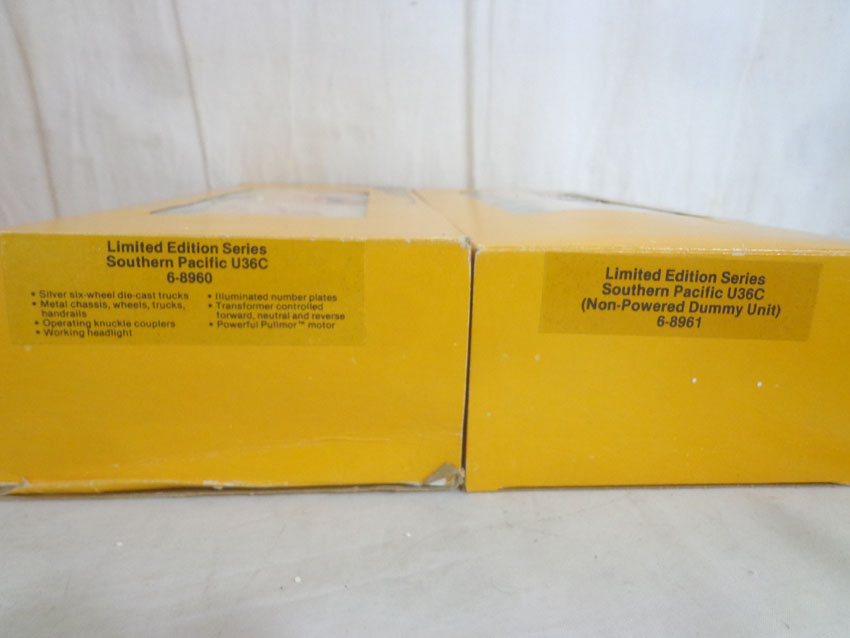 Limited Edition Series
Southern Pacific U36C
6-8960
• Silver six-wheel die-cast trucks
• Metal chassis, wheels, trucks,
handrails
• Operating knuckle couplers
• Working headlight
• Illuminated number plates
• Transformer controlled
forward, neutral and reverse
• Powerful Pullmor™ motor
Limited Edition Series
Southern Pacific U36C
(Non-Powered Dummy Unit)
6-8961